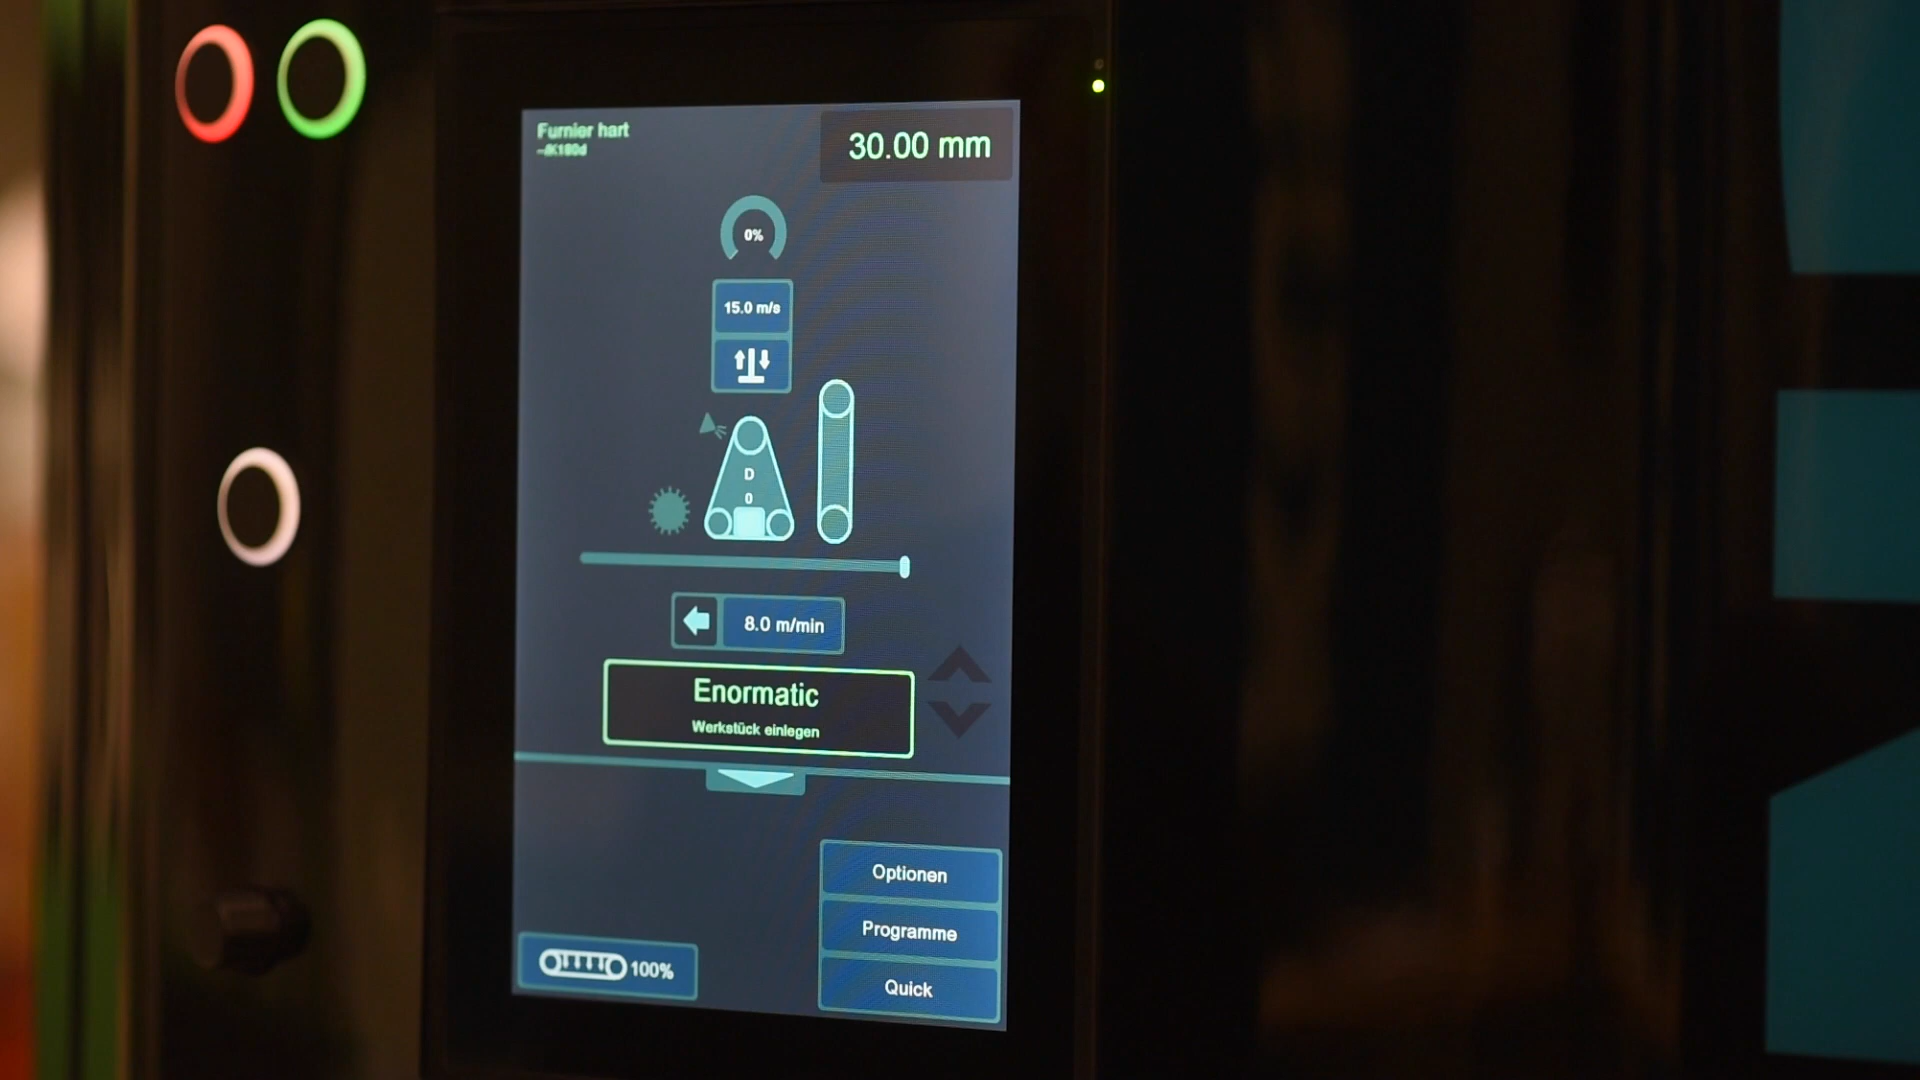 Furnier hart
30.00 mm
0%
15.0 m/s
D
0
8.0 m/min
Enormatic
Werkstück einlegen
Optionen
Programme
Quick
100%